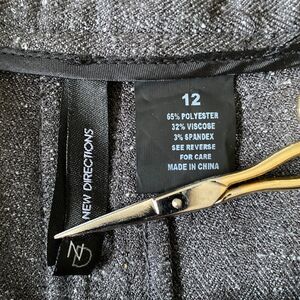 NEW DIRECTIONS
ND
12
65% POLYESTER
32% VISCOSE
3% SPANDEX
SEE REVERSE
FOR CARE
MADE IN CHINA